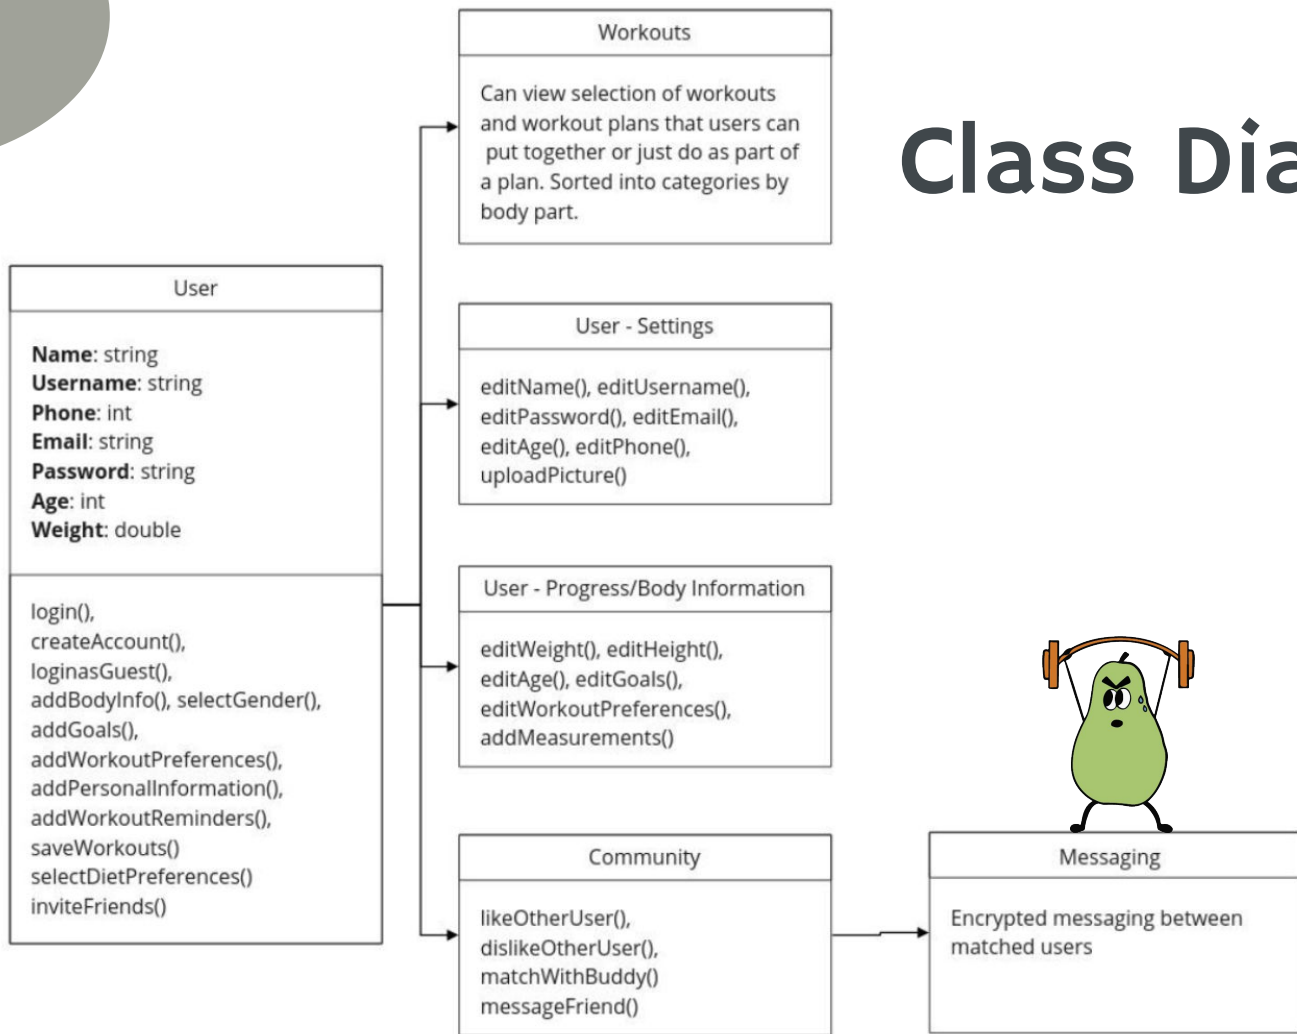 Workouts
Can view selection of workouts
and workout plans that users can
put together or just do as part of
a plan. Sorted into categories by
body part.
Class Dia
User
Name: string
Username: string
Phone: int
Email: string
Password: string
Age: int
Weight: double
login(),
createAccount(),
loginasGuest(),
addBodyInfo(), selectGender(),
addGoals(),
addWorkoutPreferences(),
addPersonalInformation(),
addWorkoutReminders(),
saveWorkouts()
selectDietPreferences()
inviteFriends()
User - Settings
editName(), editUsername(),
editPassword(), editEmail(),
editAge(), editPhone(),
uploadPicture()
User - Progress/Body Information
editWeight(), editHeight(),
editAge(), editGoals(),
editWorkoutPreferences(),
addMeasurements()
Community
likeOtherUser(),
dislikeOtherUser(),
matchWithBuddy()
messageFriend()
Messaging
Encrypted messaging between
matched users